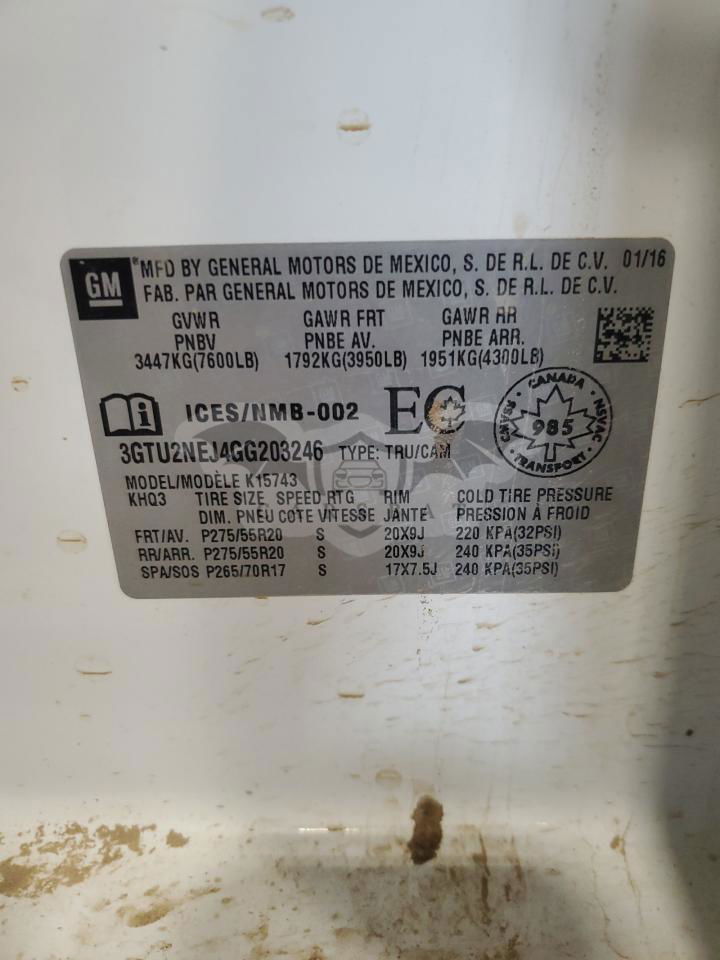 GM
MFD BY GENERAL MOTORS DE MEXICO, S. DE R.L. DE C.V. 01/16
FAB. PAR GENERAL MOTORS DE MEXICO, S. DE R.L. DE C.V.
GVWR GAWR FRT GAWR RR
PNBV PNBE AV. PNBE ARR.
3447KG(7600LB) 1792KG(3950LB) 1951KG(4300LB)
i ICES/NMB-002 EC
CANADA
985
TRANSPORT
CMVSS
NSVAC
3GTU2NEJ4GG203246 TYPE: TRU/CAM
MODEL/MODÈLE K15743
KHQ3 TIRE SIZE, SPEED RTG RIM COLD TIRE PRESSURE
DIM. PNEU COTE VITESSE JANTE PRESSION À FROID
FRT/AV. P275/55R20 S 20X9J 220 KPA(32PSI)
RR/ARR. P275/55R20 S 20X9J 240 KPA(35PSI)
SPA/SOS P265/70R17 S 17X7.5J 240 KPA(35PSI)